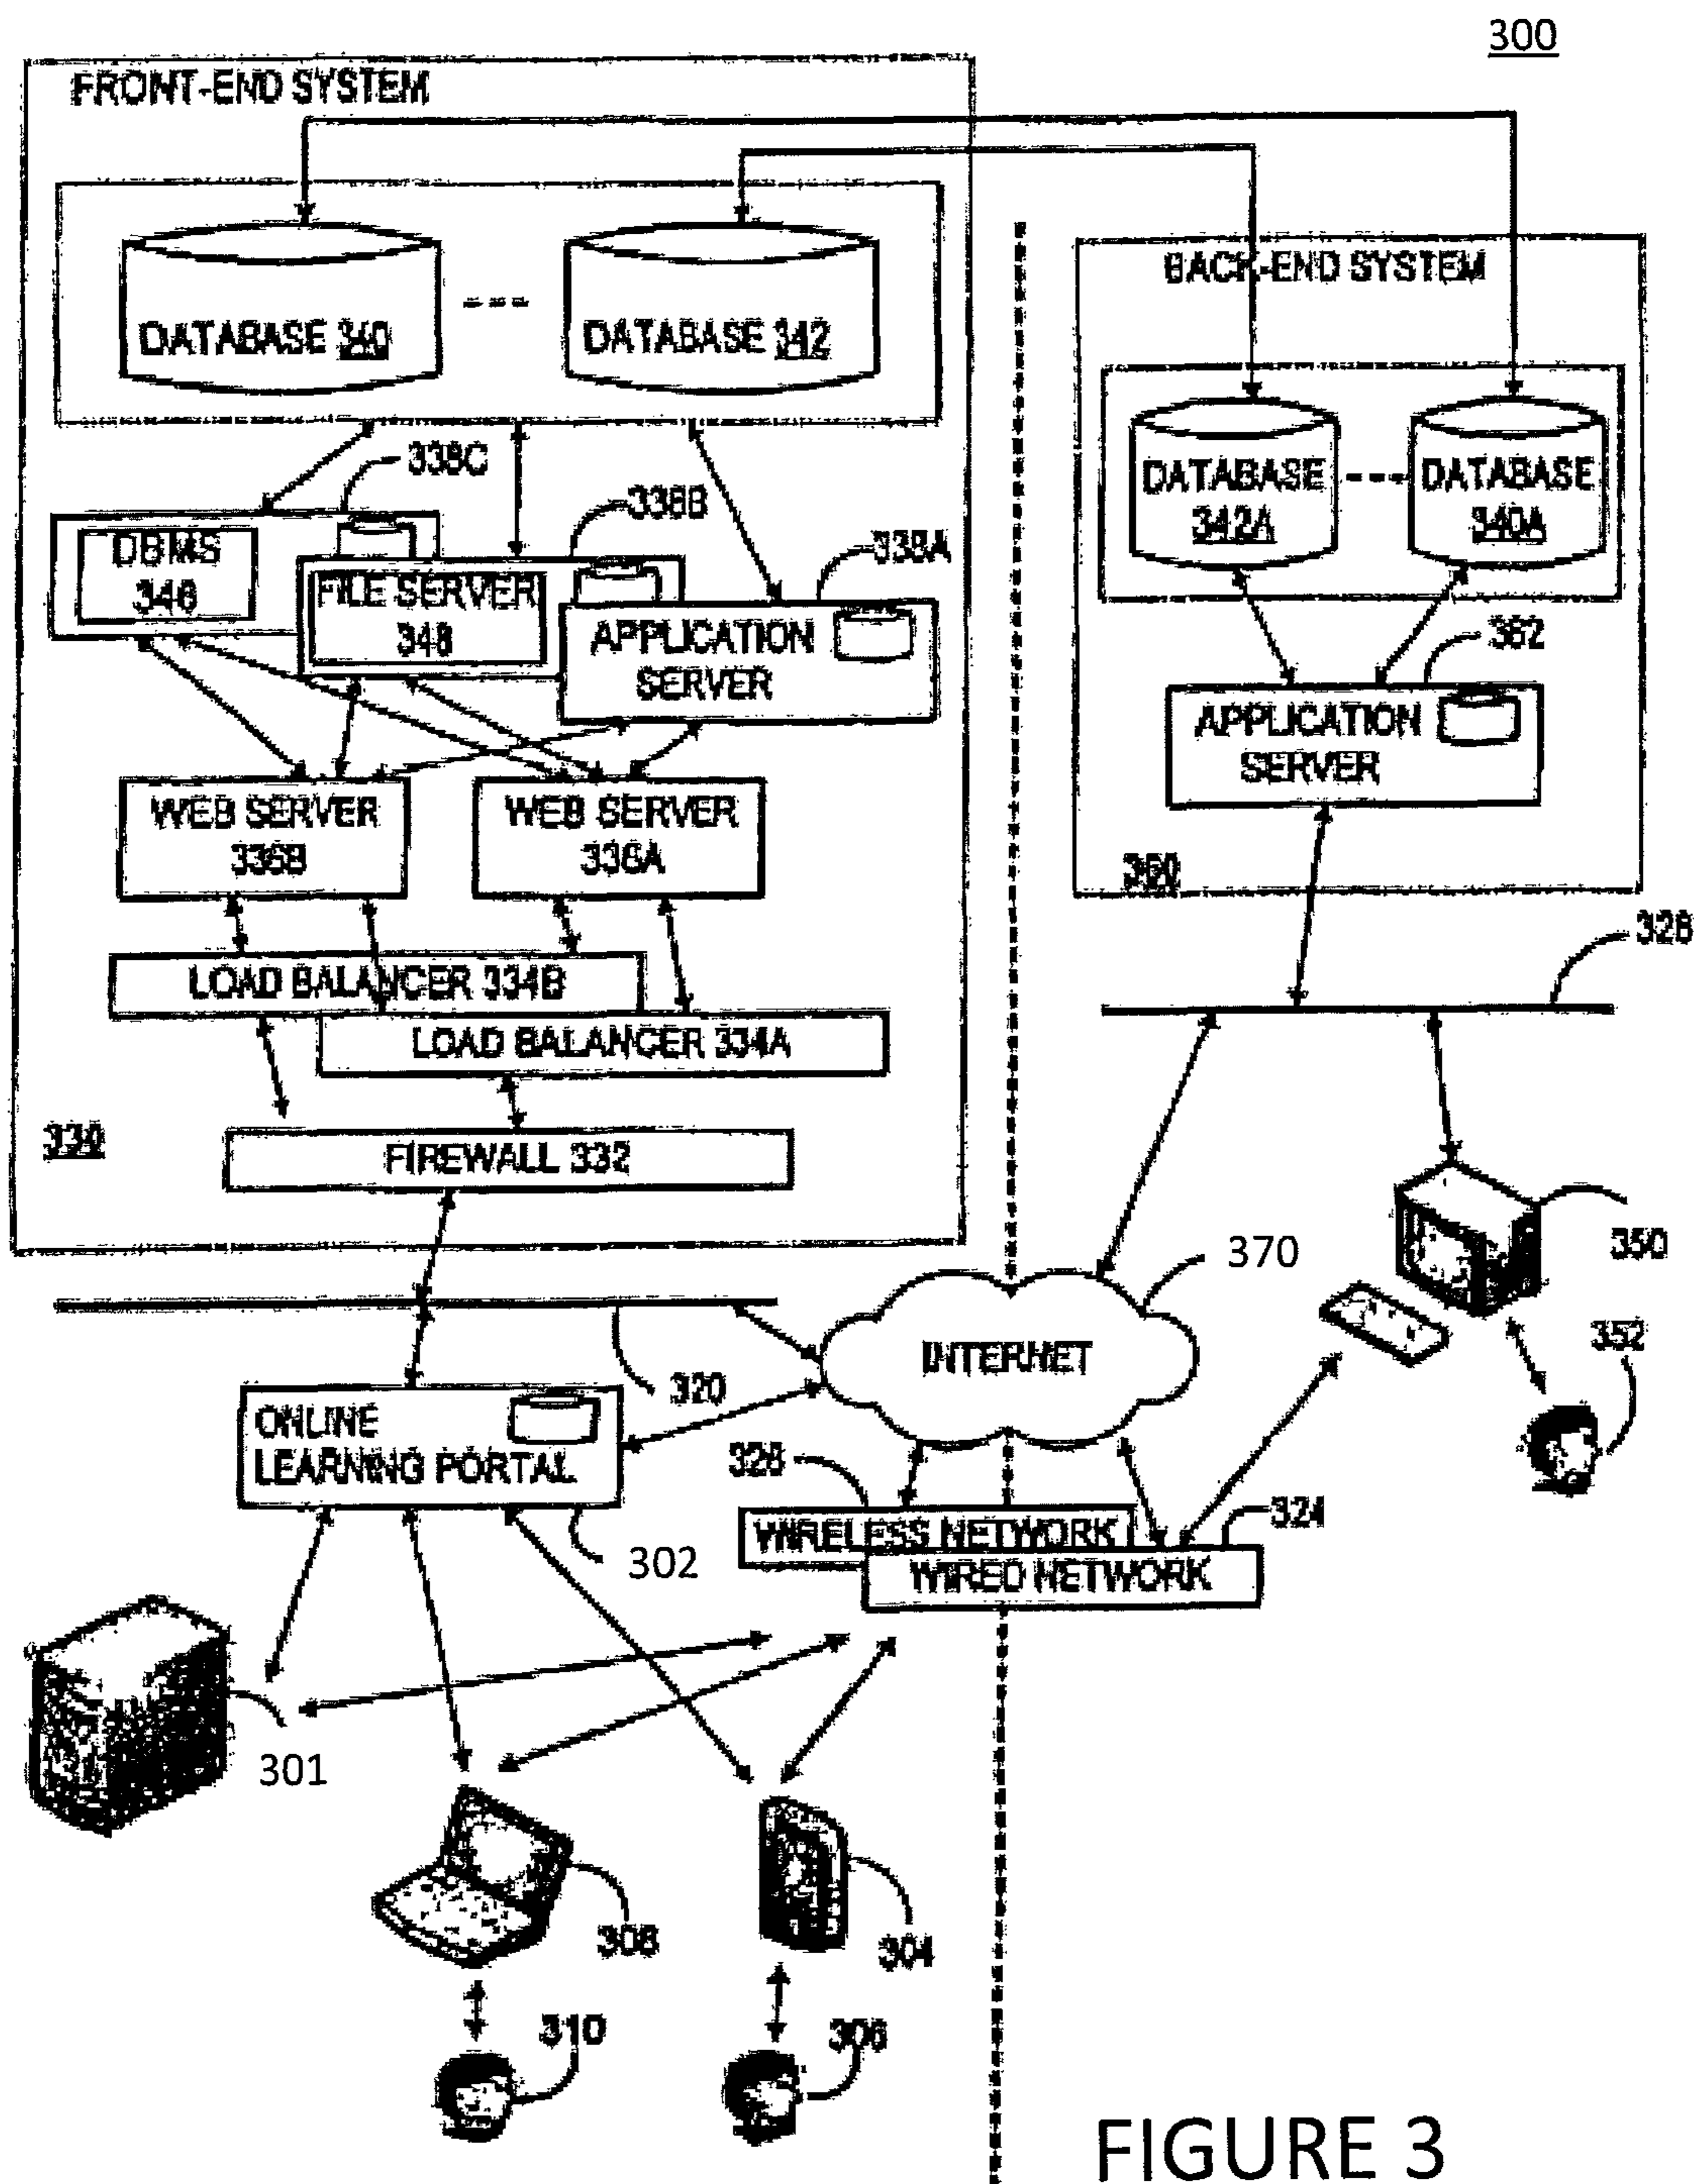 300
FRONT-END SYSTEM
DATABASE 340
DATABASE 342
BACK-END SYSTEM
DATABASE
342A
DATABASE
340A
338C
338B
338A
DBMS
346
FILE SERVER
348
APPLICATION
SERVER
362
APPLICATION
SERVER
WEB SERVER
336B
WEB SERVER
336A
360
328
LOAD BALANCER 334B
LOAD BALANCER 334A
330
FIREWALL 332
350
370
INTERNET
352
320
ONLINE
LEARNING PORTAL
302
326
WIRELESS NETWORK
324
WIRED NETWORK
301
308
304
310
306
FIGURE 3